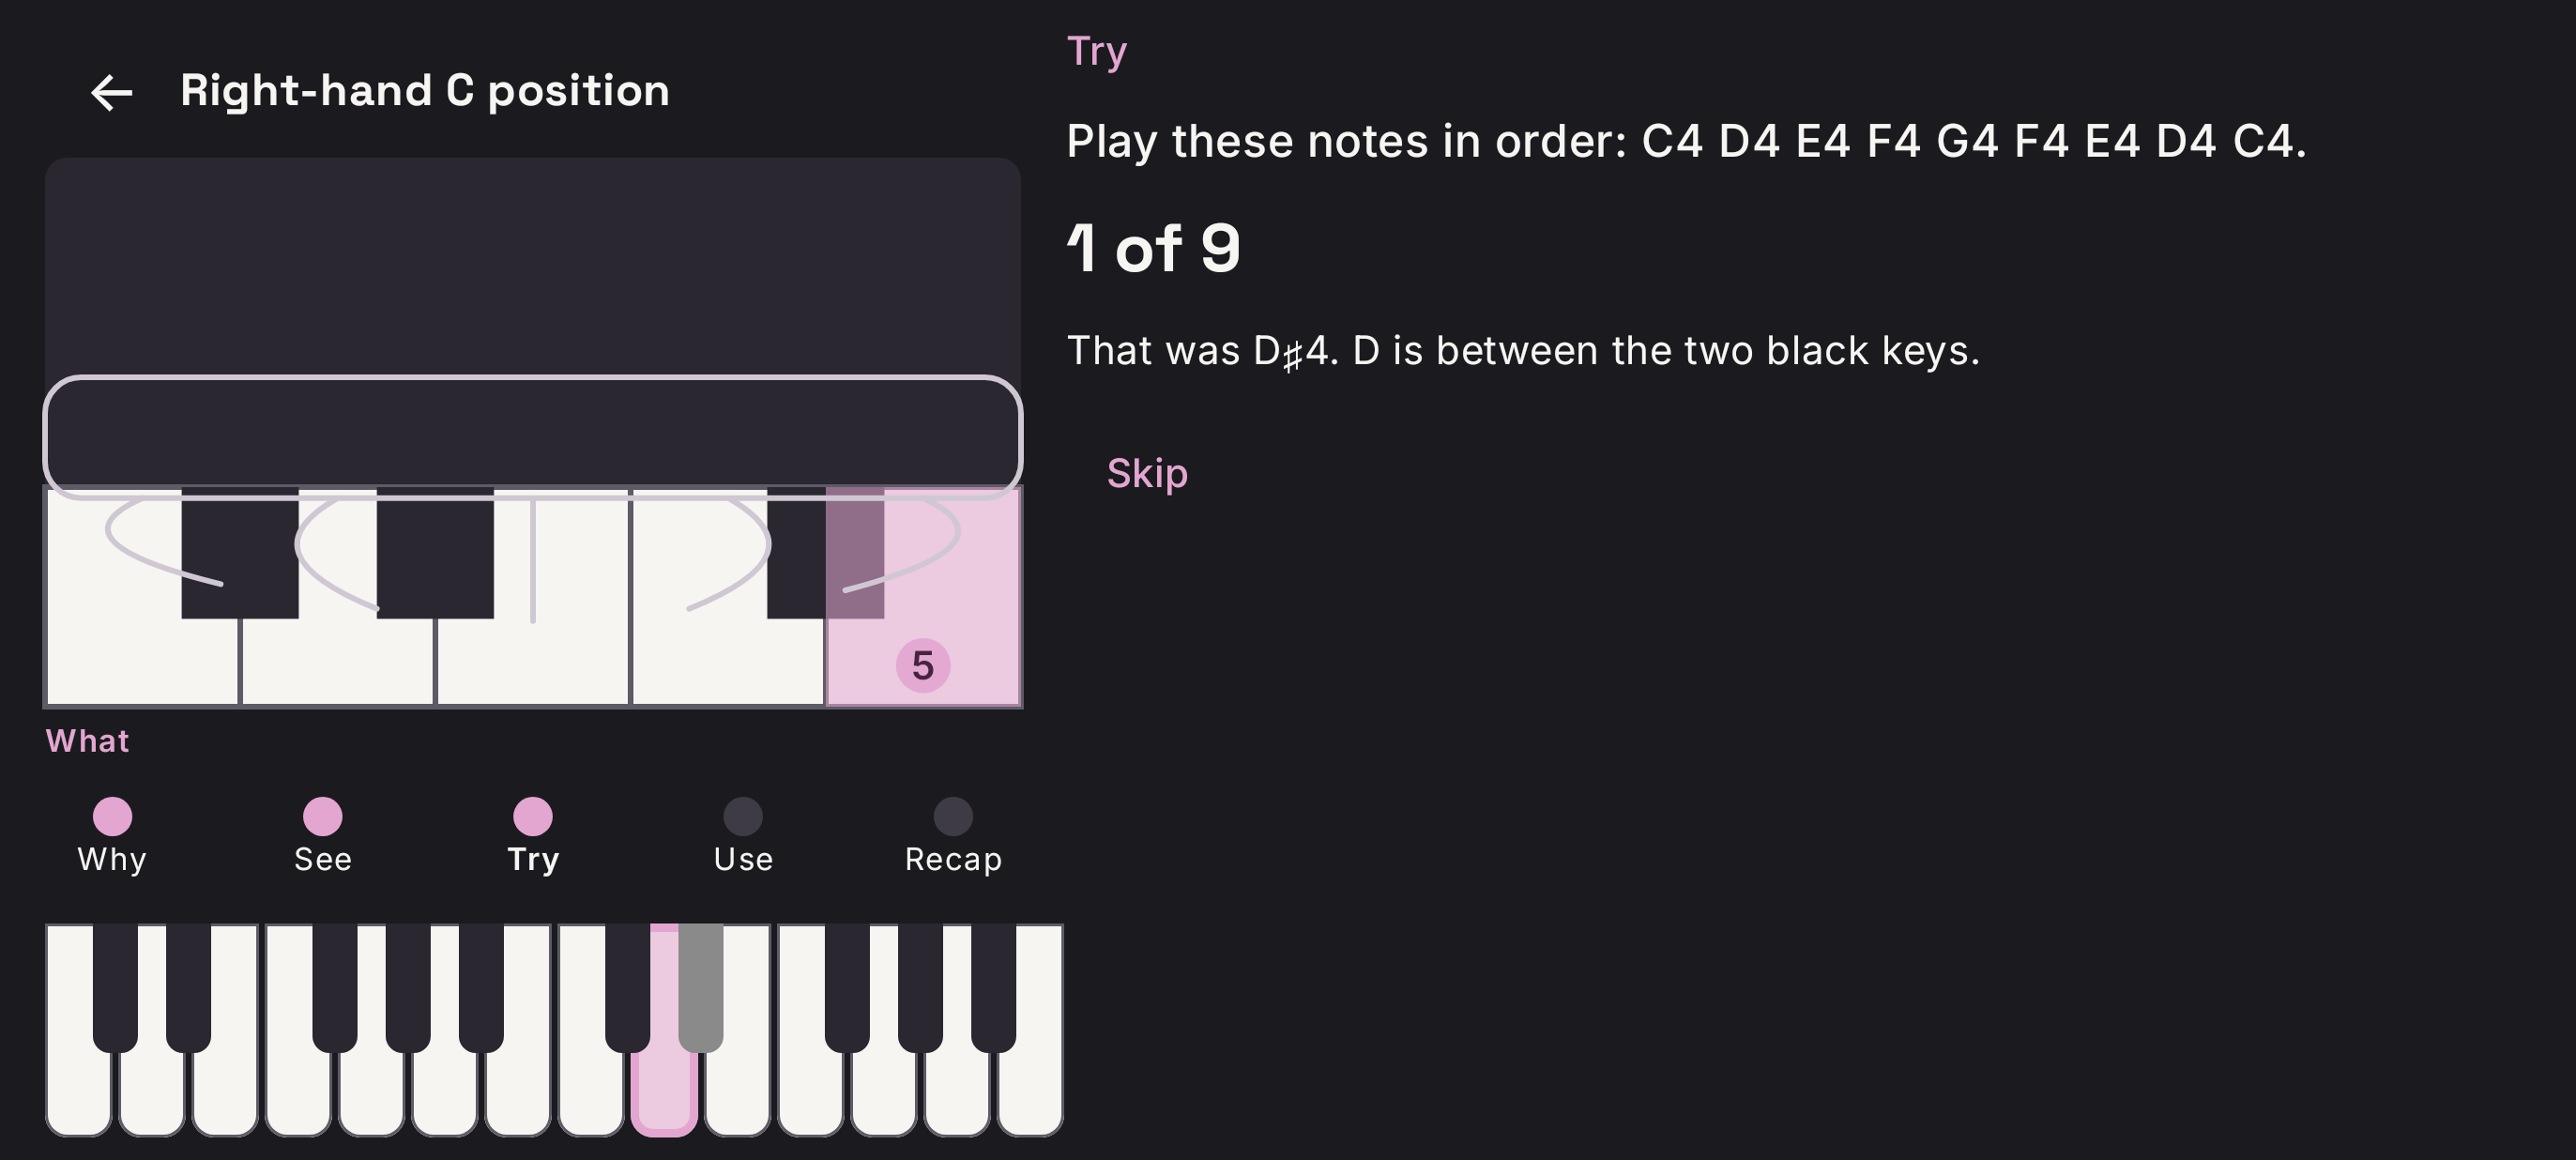 Right-hand C position
5
What
Why
See
Try
Use
Recap
Try
Play these notes in order: C4 D4 E4 F4 G4 F4 E4 D4 C4.
1 of 9
That was D♯4. D is between the two black keys.
Skip